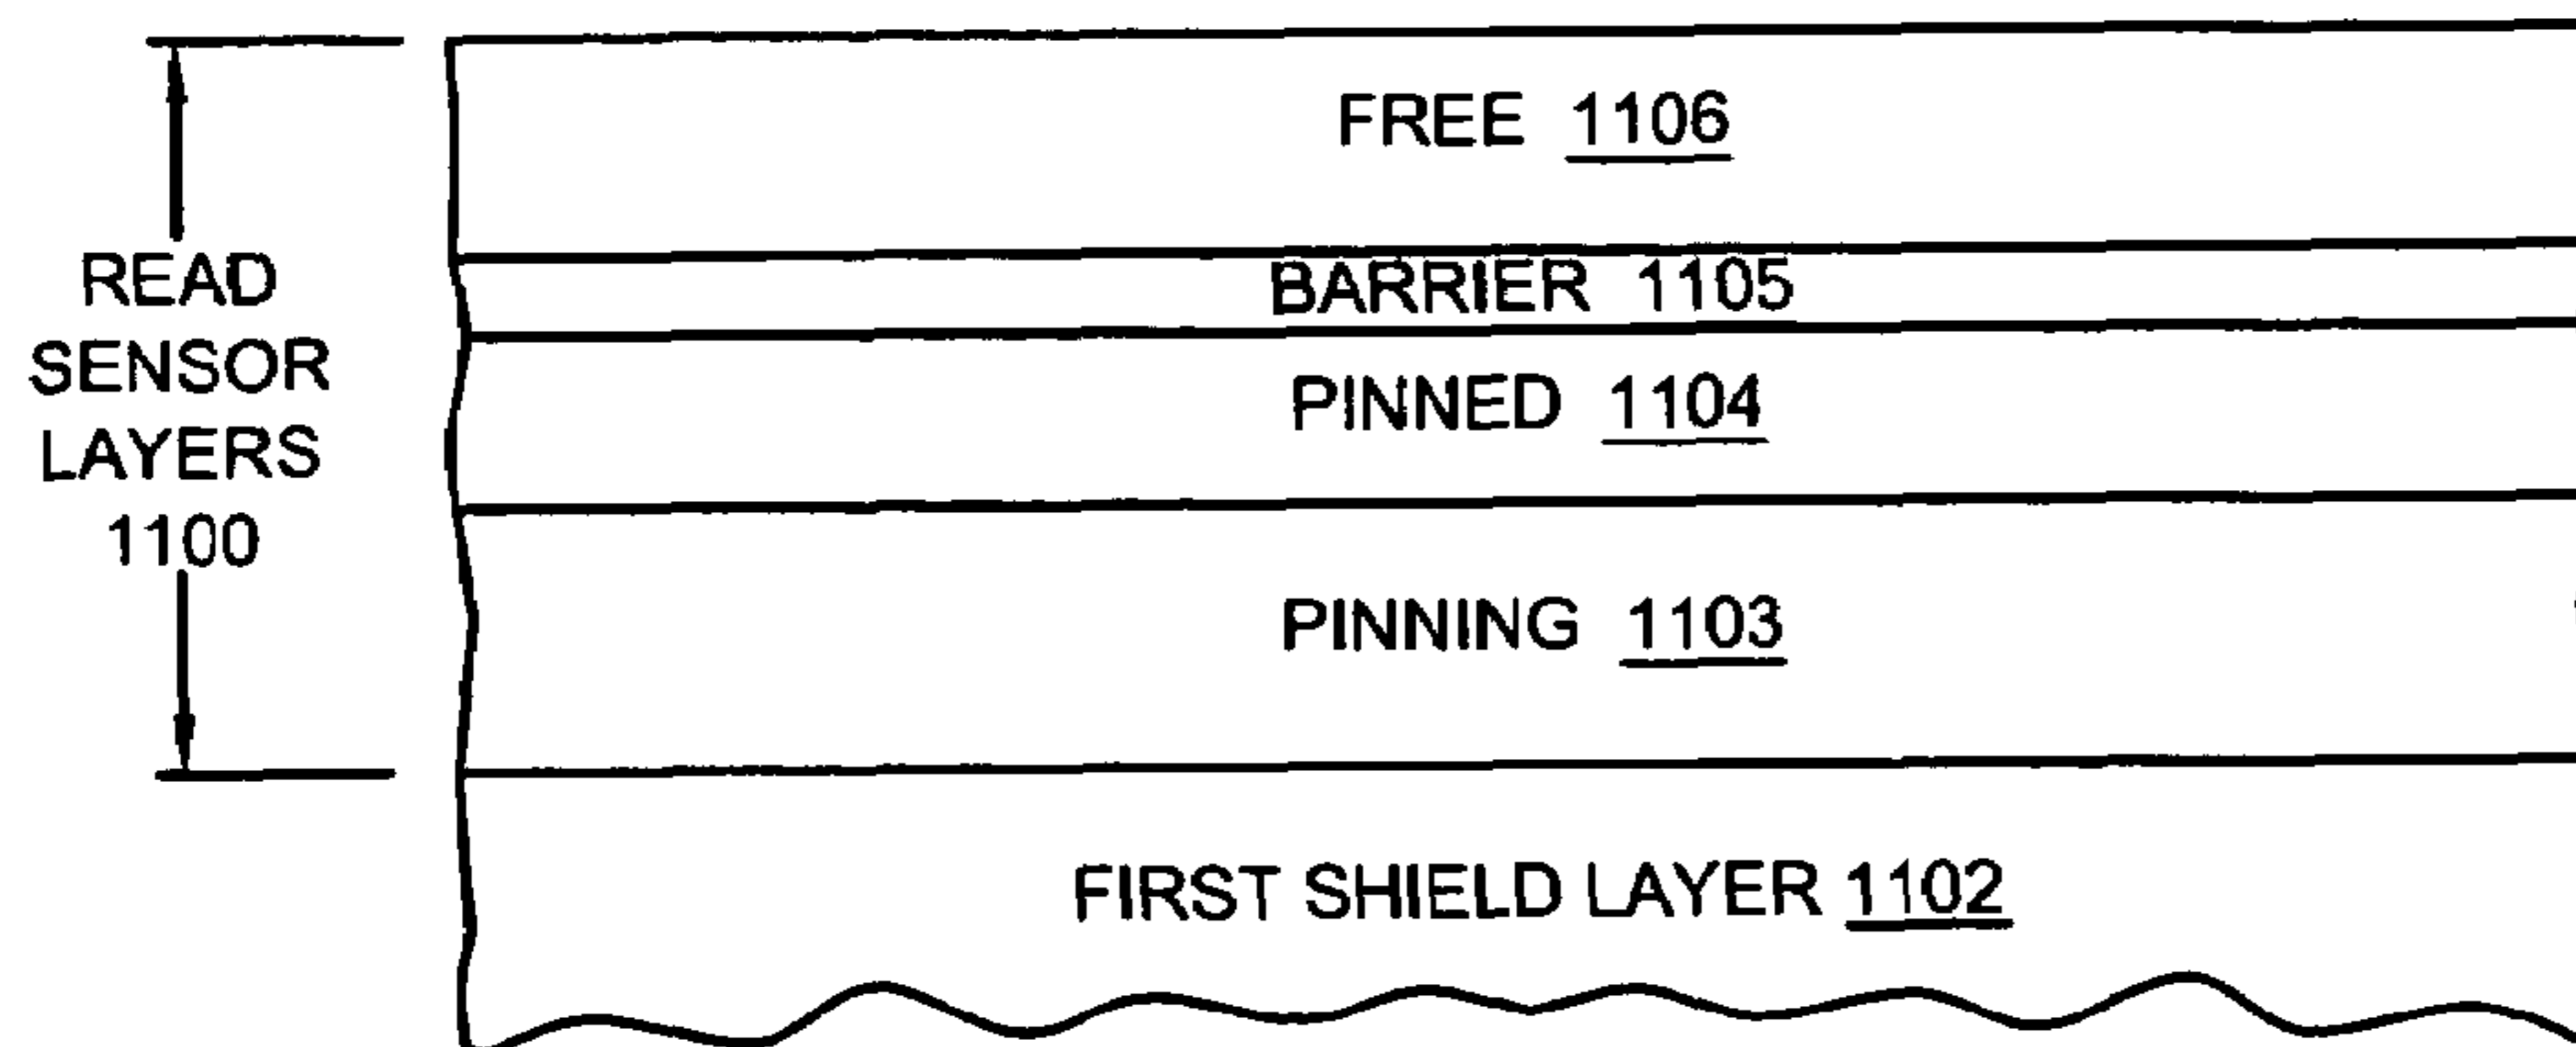 FREE 1106
BARRIER 1105
PINNED 1104
PINNING 1103
FIRST SHIELD LAYER 1102
READ
SENSOR
LAYERS
1100